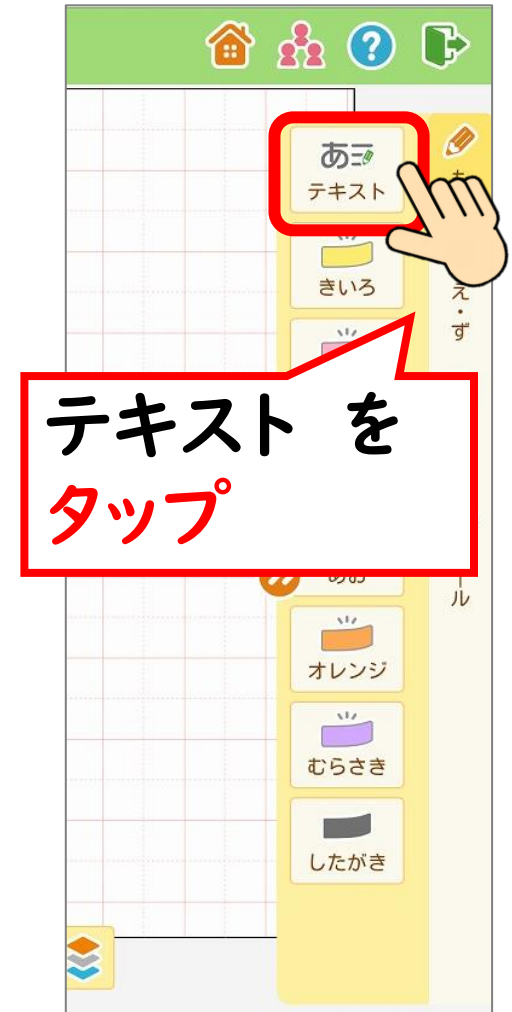 あ
テキスト
きいろ
え・ず
テキスト を
タップ
オレンジ
むらさき
したがき